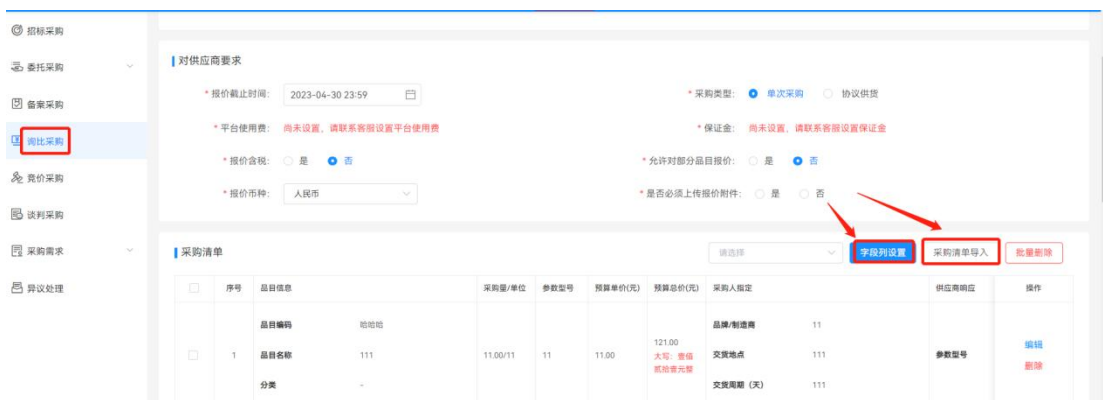 招标采购
委托采购
备案采购
询比采购
竞价采购
谈判采购
采购需求
异议处理
对供应商要求
* 报价截止时间: 2023-04-30 23:59
* 采购类型: 单次采购 协议供货
* 平台使用费: 尚未设置，请联系客服设置平台使用费
* 保证金: 尚未设置，请联系客服设置保证金
* 报价含税: 是 否
* 允许对部分品目报价: 是 否
* 报价币种: 人民币
* 是否必须上传报价附件: 是 否
采购清单
请选择 字段列设置 采购清单导入 批量删除
序号 品目信息 采购量/单位 参数型号 预算单价(元) 预算总价(元) 采购人指定 供应商响应 操作
品目编码 哈哈哈 品牌/制造商 11
1 品目名称 111 11.00/11 11 11.00 121.00 交货地点 111 参数型号 编辑
大写：壹佰
贰拾壹元整
删除
分类 - 交货周期（天） 111